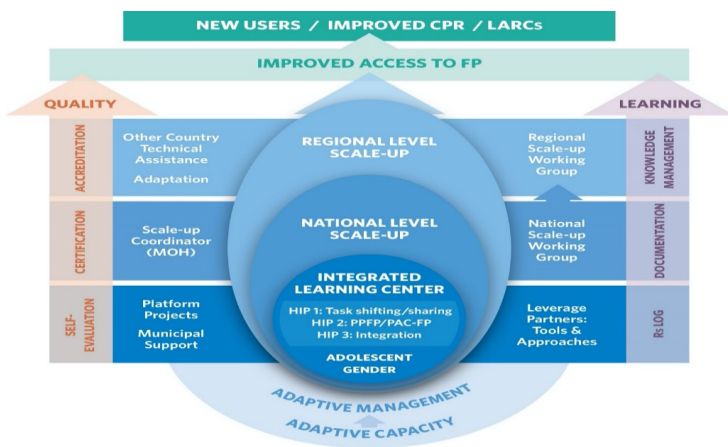 NEW USERS / IMPROVED CPR / LARCs
IMPROVED ACCESS TO FP
QUALITY
LEARNING
ACCREDITATION
Other Country
Technical
Assistance
Adaptation
REGIONAL LEVEL
SCALE-UP
Regional
Scale-up
Working
Group
KNOWLEDGE
MANAGEMENT
CERTIFICATION
Scale-up
Coordinator
(MOH)
NATIONAL LEVEL
SCALE-UP
National
Scale-up
Working
Group
DOCUMENTATION
SELF-
EVALUATION
Platform
Projects
Municipal
Support
INTEGRATED
LEARNING CENTER
HIP 1: Task shifting/sharing
HIP 2: PPFP/PAC-FP
HIP 3: Integration
ADOLESCENT
GENDER
Leverage
Partners:
Tools &
Approaches
RsLOG
ADAPTIVE MANAGEMENT
ADAPTIVE CAPACITY